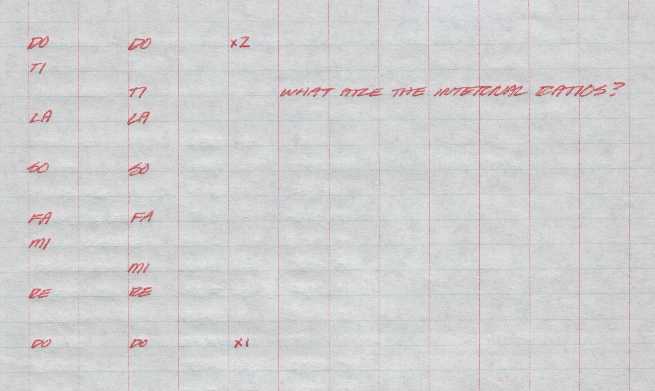 DO DO x2
TI
TI WHAT ARE THE INTERNAL RATIOS?
LA LA
SO SO
FA FA
MI
MI
RE RE
DO DO x1